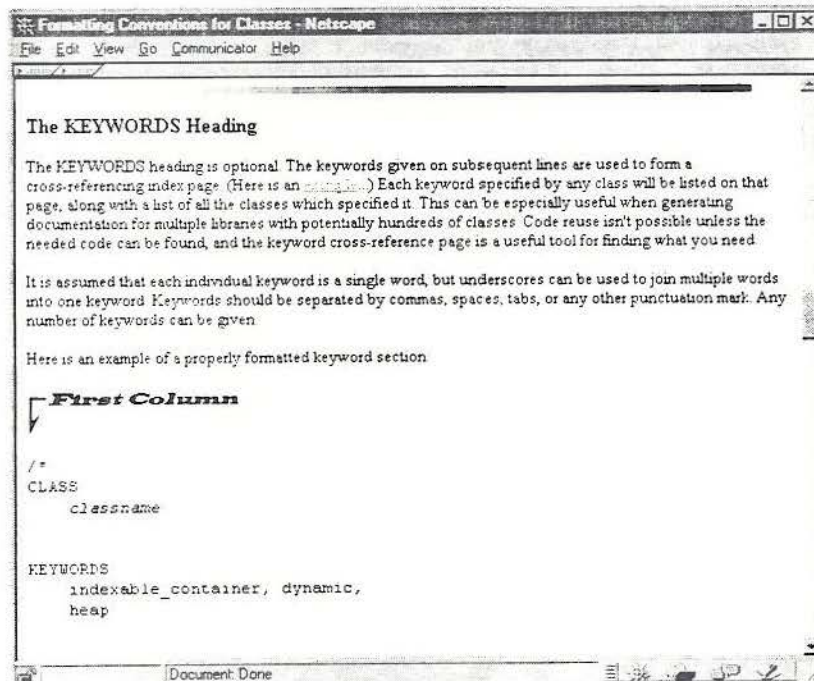 Formatting Conventions for Classes - Netscape
File Edit View Go Communicator Help
The KEYWORDS Heading
The KEYWORDS heading is optional. The keywords given on subsequent lines are used to form a
cross-referencing index page. (Here is an ...) Each keyword specified by any class will be listed on that
page, along with a list of all the classes which specified it. This can be especially useful when generating
documentation for multiple libraries with potentially hundreds of classes. Code reuse isn't possible unless the
needed code can be found, and the keyword cross-reference page is a useful tool for finding what you need.
It is assumed that each individual keyword is a single word, but underscores can be used to join multiple words
into one keyword. Keywords should be separated by commas, spaces, tabs, or any other punctuation mark. Any
number of keywords can be given.
Here is an example of a properly formatted keyword section
First Column
/*
CLASS
classname
KEYWORDS
indexable_container, dynamic,
heap
Document: Done